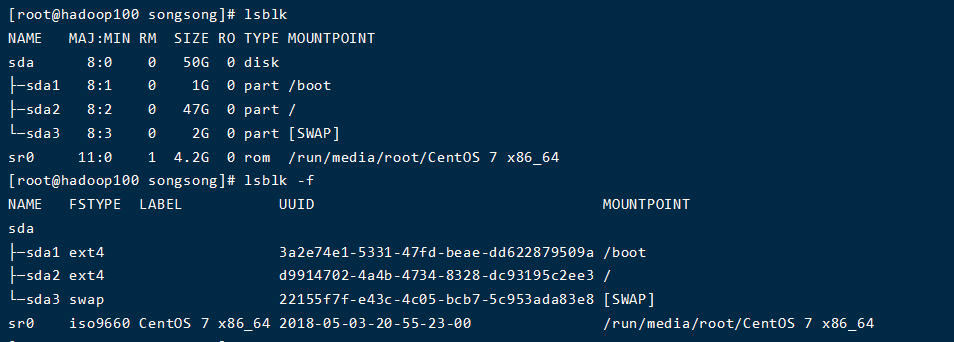 [root@hadoop100 songsong]# lsblk
NAME   MAJ:MIN RM  SIZE RO TYPE MOUNTPOINT
sda      8:0    0   50G  0 disk
├─sda1   8:1    0    1G  0 part /boot
├─sda2   8:2    0   47G  0 part /
└─sda3   8:3    0    2G  0 part [SWAP]
sr0     11:0    1  4.2G  0 rom  /run/media/root/CentOS 7 x86_64
[root@hadoop100 songsong]# lsblk -f
NAME   FSTYPE  LABEL           UUID                                 MOUNTPOINT
sda
├─sda1 ext4                    3a2e74e1-5331-47fd-beae-dd622879509a /boot
├─sda2 ext4                    d9914702-4a4b-4734-8328-dc93195c2ee3 /
└─sda3 swap                    22155f7f-e43c-4c05-bcb7-5c953ada83e8 [SWAP]
sr0    iso9660 CentOS 7 x86_64 2018-05-03-20-55-23-00               /run/media/root/CentOS 7 x86_64